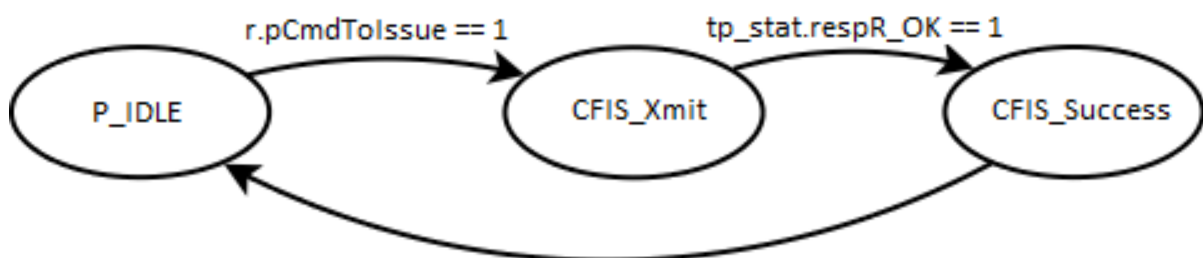 r.pCmdToIssue == 1
tp_stat.respR_OK == 1
P_IDLE
CFIS_Xmit
CFIS_Success